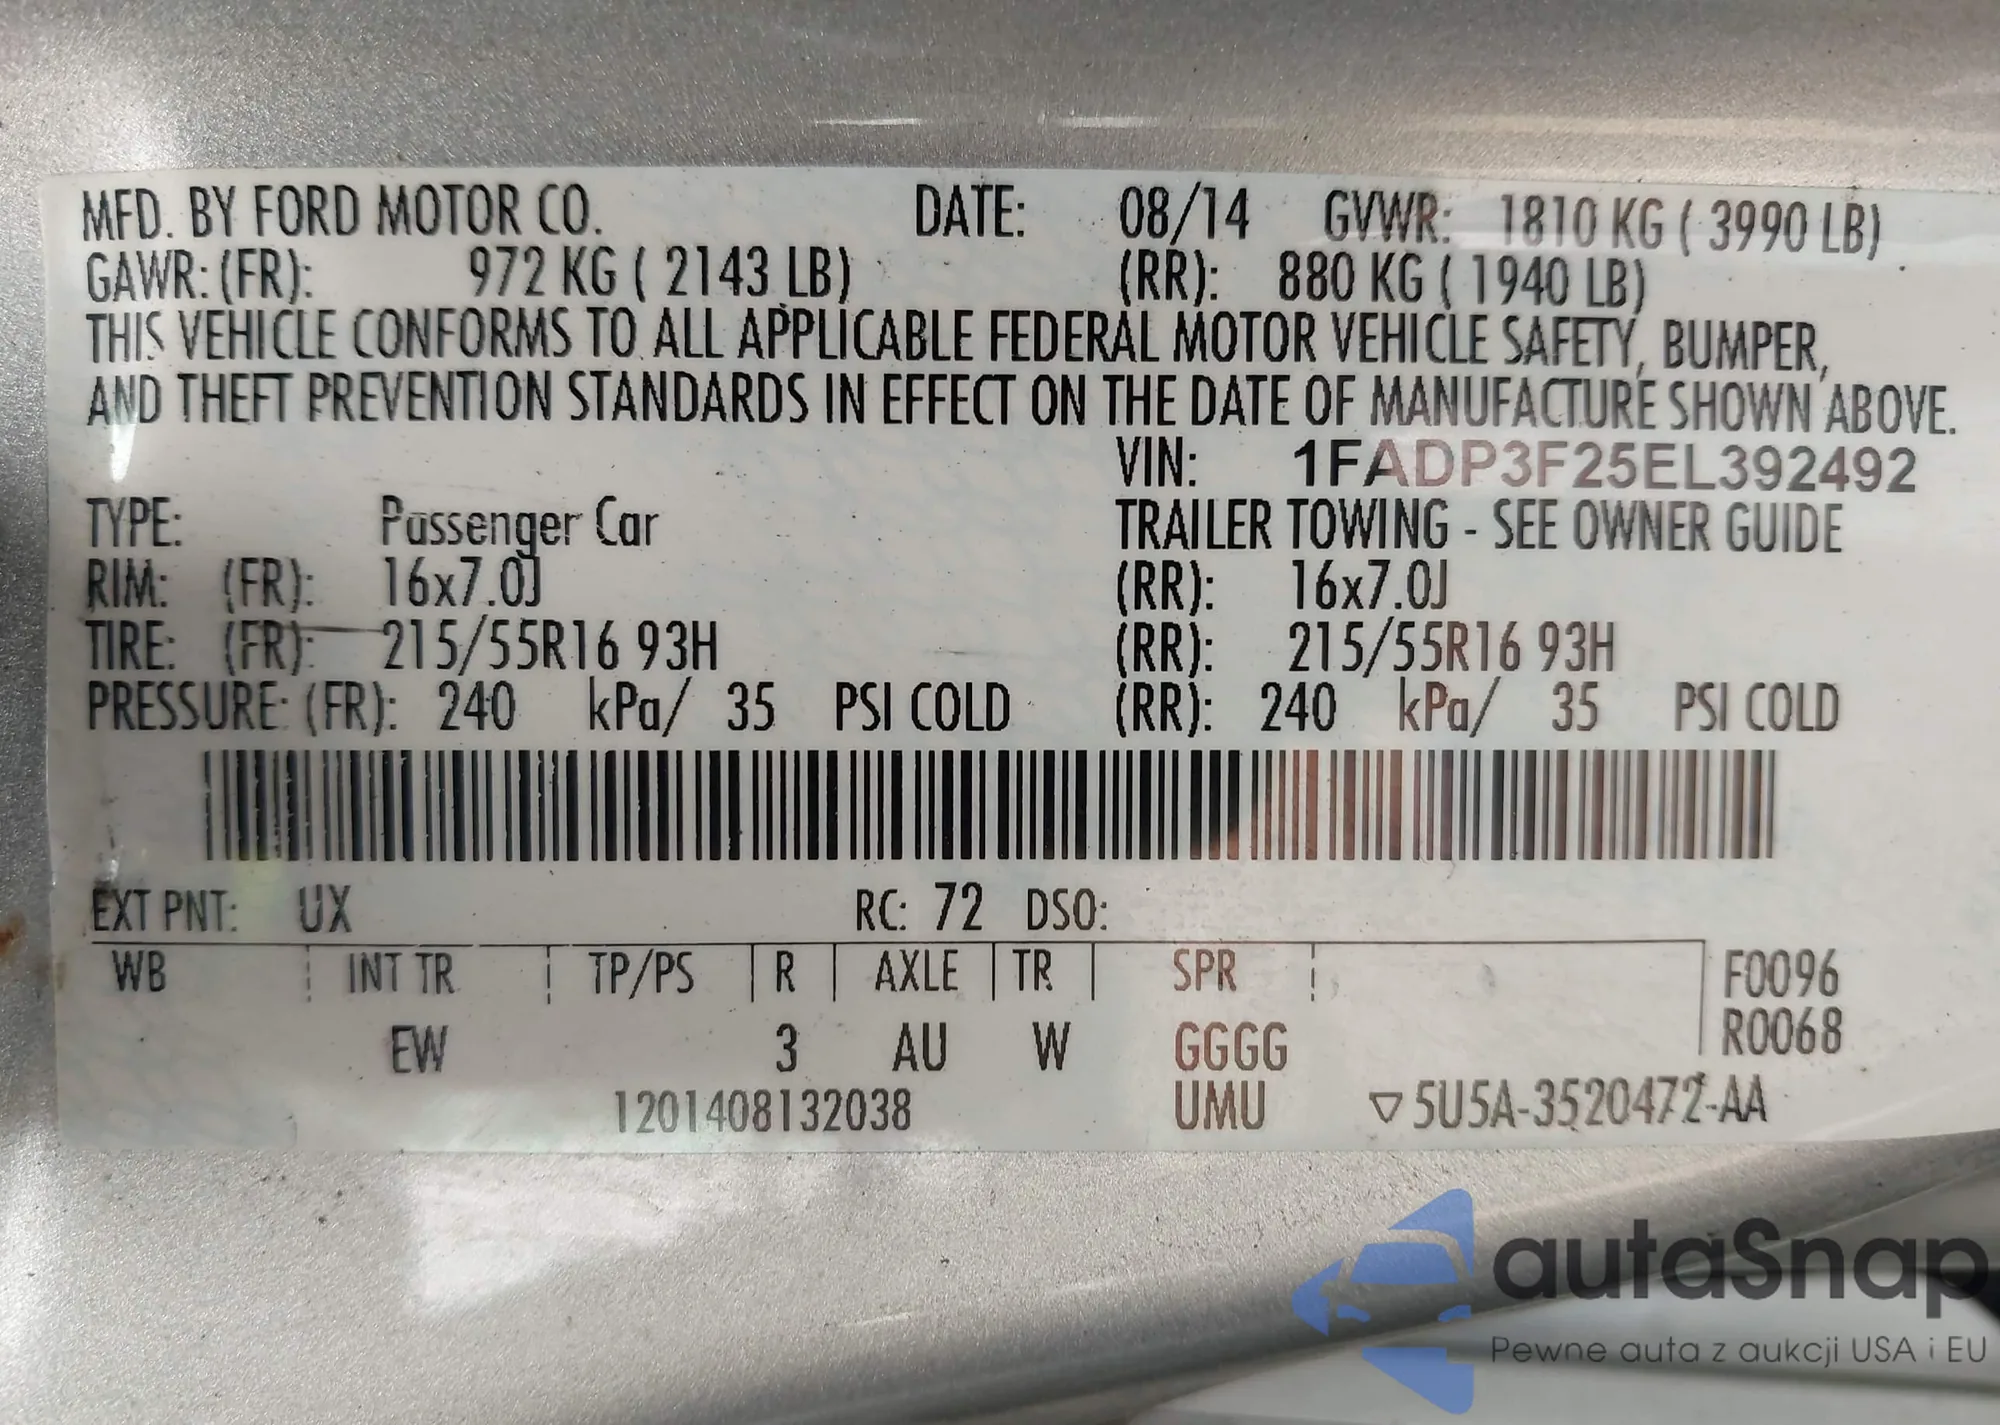 MFD. BY FORD MOTOR CO. DATE: 08/14 GVWR: 1810 KG ( 3990 LB)
GAWR: (FR): 972 KG ( 2143 LB) (RR): 880 KG ( 1940 LB)
THIS VEHICLE CONFORMS TO ALL APPLICABLE FEDERAL MOTOR VEHICLE SAFETY, BUMPER,
AND THEFT PREVENTION STANDARDS IN EFFECT ON THE DATE OF MANUFACTURE SHOWN ABOVE.
VIN: 1FADP3F25EL392492
TYPE: Passenger Car TRAILER TOWING - SEE OWNER GUIDE
RIM: (FR): 16x7.0J (RR): 16x7.0J
TIRE: (FR): 215/55R16 93H (RR): 215/55R16 93H
PRESSURE: (FR): 240 kPa/ 35 PSI COLD (RR): 240 kPa/ 35 PSI COLD
EXT PNT: UX RC: 72 DSO:
WB INT TR TP/PS R AXLE TR SPR F0096
R0068
EW 3 AU W GGGG
1201408132038 UMU ▽5U5A-3520472-AA
autaSnap
Pewne auta z aukcji USA i EU